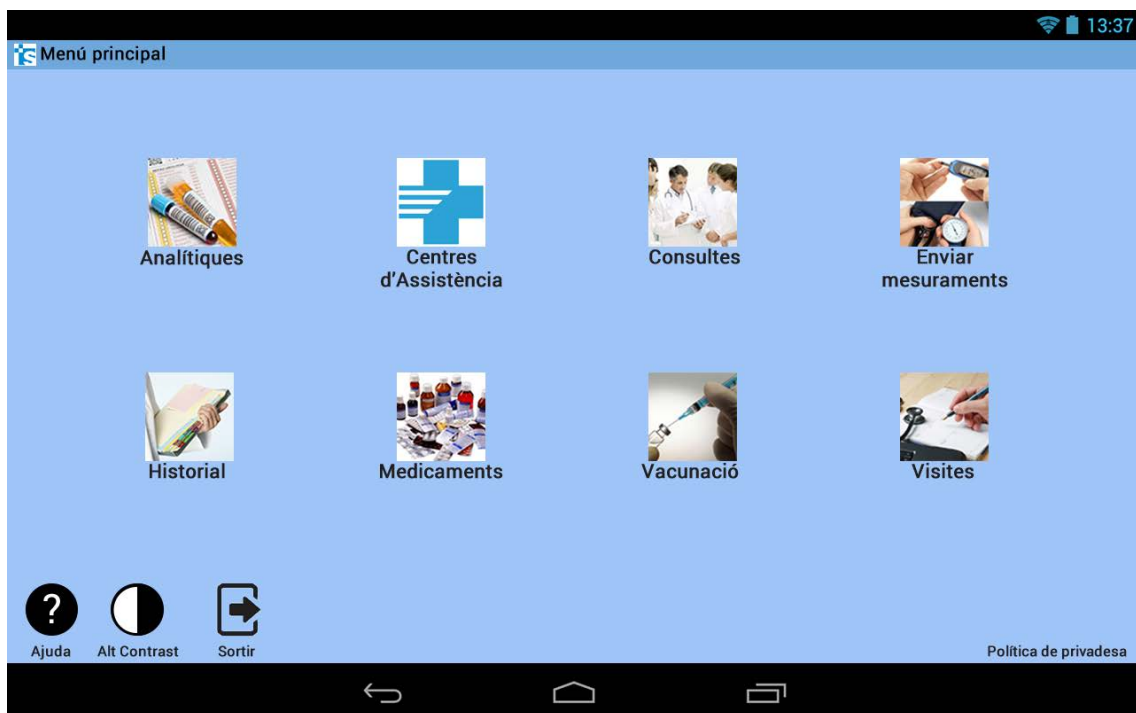 13:37
is Menú principal
Analítiques
Centres
d'Assistència
Consultes
Enviar
mesuraments
Historial
Medicaments
Vacunació
Visites
?
Ajuda
Alt Contrast
Sortir
Política de privadesa